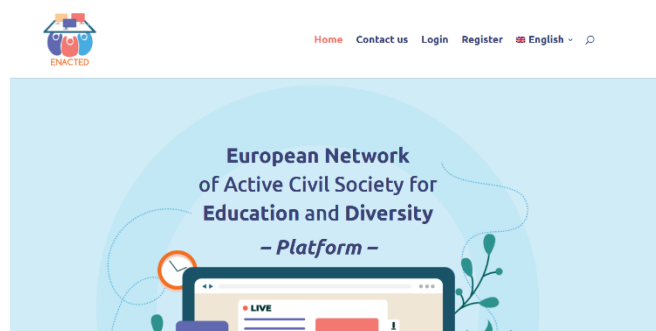 ENACTED
Home Contact us Login Register English
European Network
of Active Civil Society for
Education and Diversity
– Platform –
LIVE